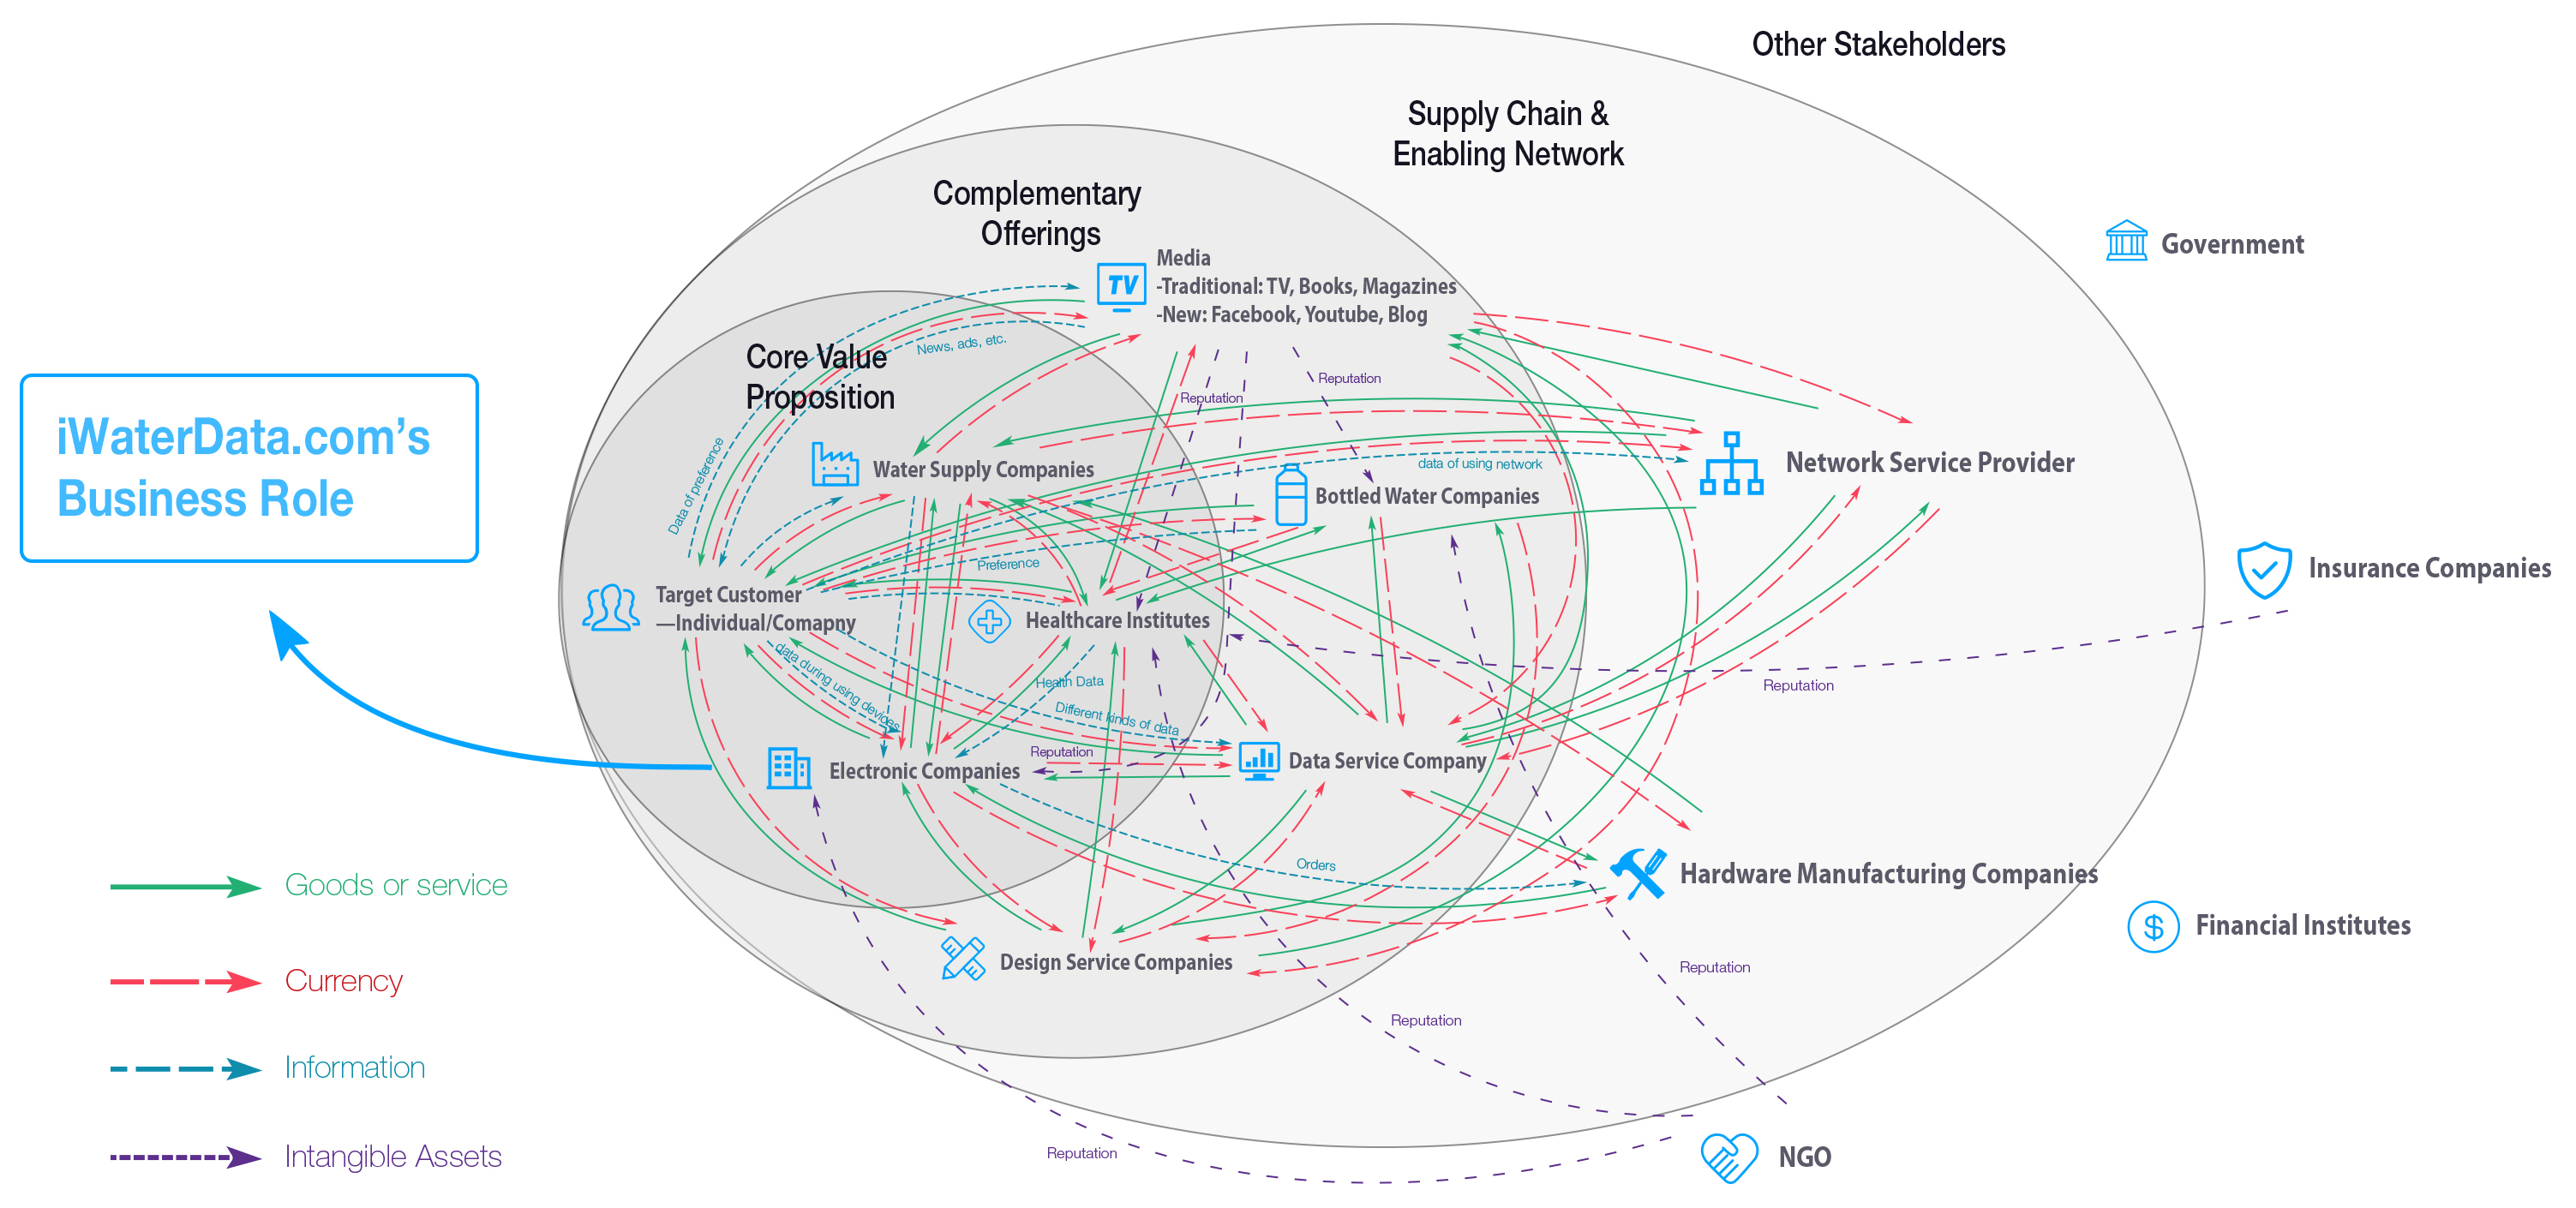 Other Stakeholders
Supply Chain &
Enabling Network
Complementary
Offerings
Core Value
Proposition
iWaterData.com's
Business Role
TV
Media
-Traditional: TV, Books, Magazines
-New: Facebook, Youtube, Blog
Government
News, ads, etc.
Data of preference
Reputation
Reputation
Water Supply Companies
data of using network
Network Service Provider
Bottled Water Companies
Preference
Insurance Companies
Target Customer
—Individual/Comapny
Healthcare Institutes
Reputation
data during using devices
Health Data
Different kinds of data
Reputation
Electronic Companies
Data Service Company
Orders
Hardware Manufacturing Companies
Financial Institutes
Design Service Companies
Reputation
Reputation
Reputation
NGO
Goods or service
Currency
Information
Intangible Assets